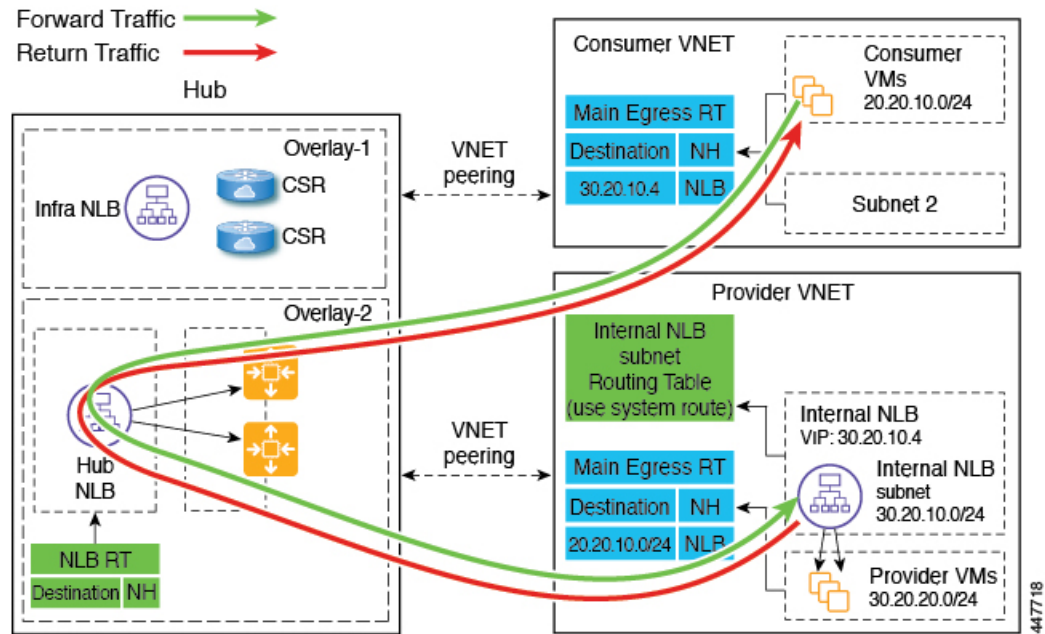 Forward Traffic
Return Traffic
Hub
Overlay-1
Infra NLB
CSR
CSR
Overlay-2
Hub
NLB
NLB RT
Destination NH
VNET
peering
VNET
peering
Consumer VNET
Consumer
VMs
20.20.10.0/24
Main Egress RT
Destination NH
30.20.10.4 NLB
Subnet 2
Provider VNET
Internal NLB
subnet
Routing Table
(use system route)
Internal NLB
VIP: 30.20.10.4
Internal NLB
subnet
30.20.10.0/24
Main Egress RT
Destination NH
20.20.10.0/24 NLB
Provider VMs
30.20.20.0/24
447718